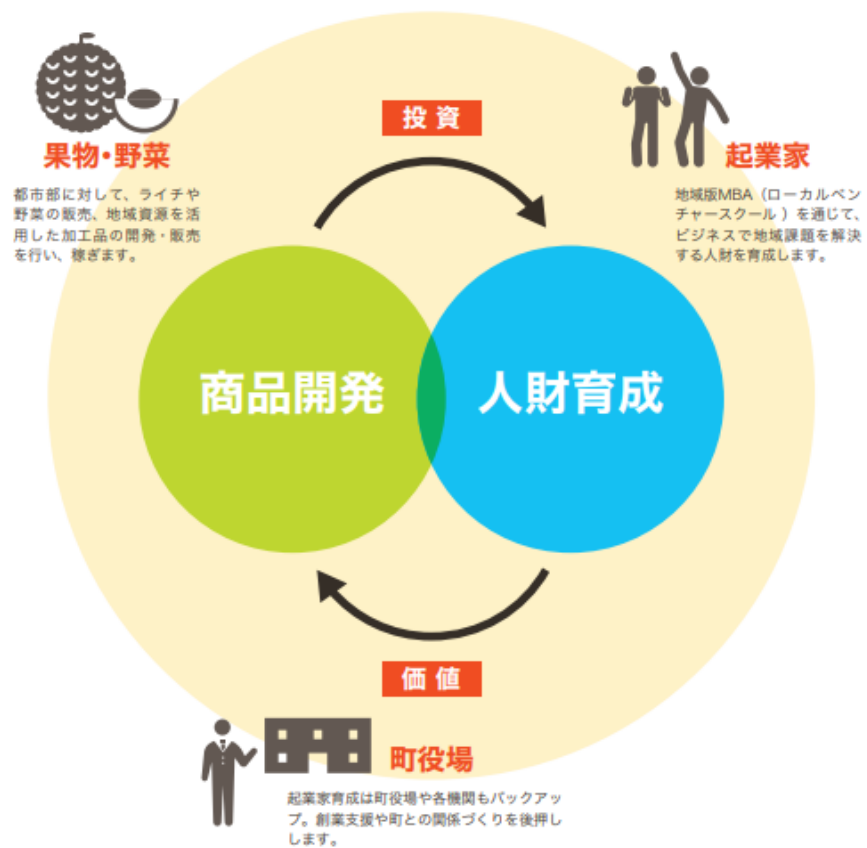 投資
果物・野菜
都市部に対して、ライチや
野菜の販売、地域資源を活
用した加工品の開発・販売
を行い、稼ぎます。
起業家
地域版MBA（ローカルベン
チャースクール）を通じて、
ビジネスで地域課題を解決
する人財を育成します。
商品開発
人財育成
価値
町役場
起業家育成は町役場や各機関もバックアッ
プ。創業支援や町との関係づくりを後押し
します。